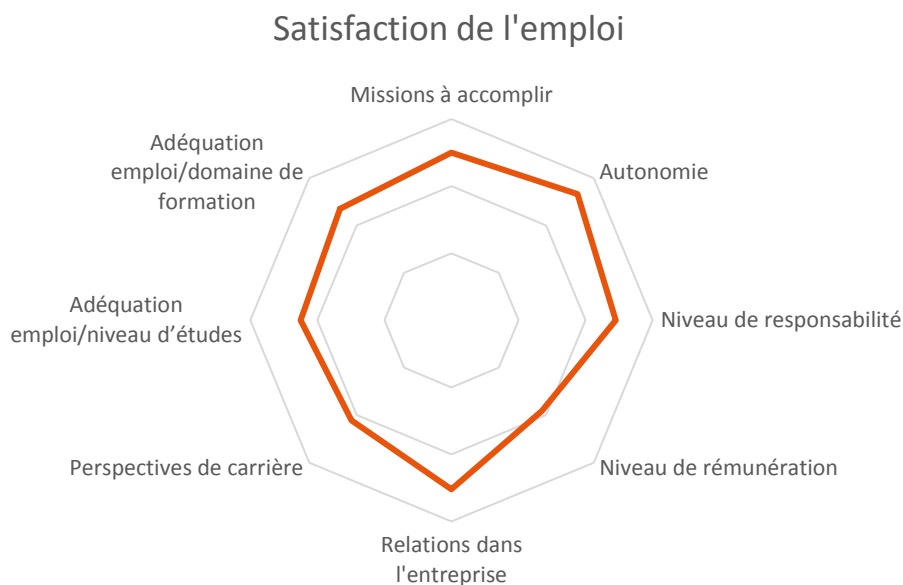 Satisfaction de l'emploi
Missions à accomplir
Adéquation
emploi/domaine de
formation
Autonomie
Adéquation
emploi/niveau d’études
Niveau de responsabilité
Perspectives de carrière
Niveau de rémunération
Relations dans
l'entreprise